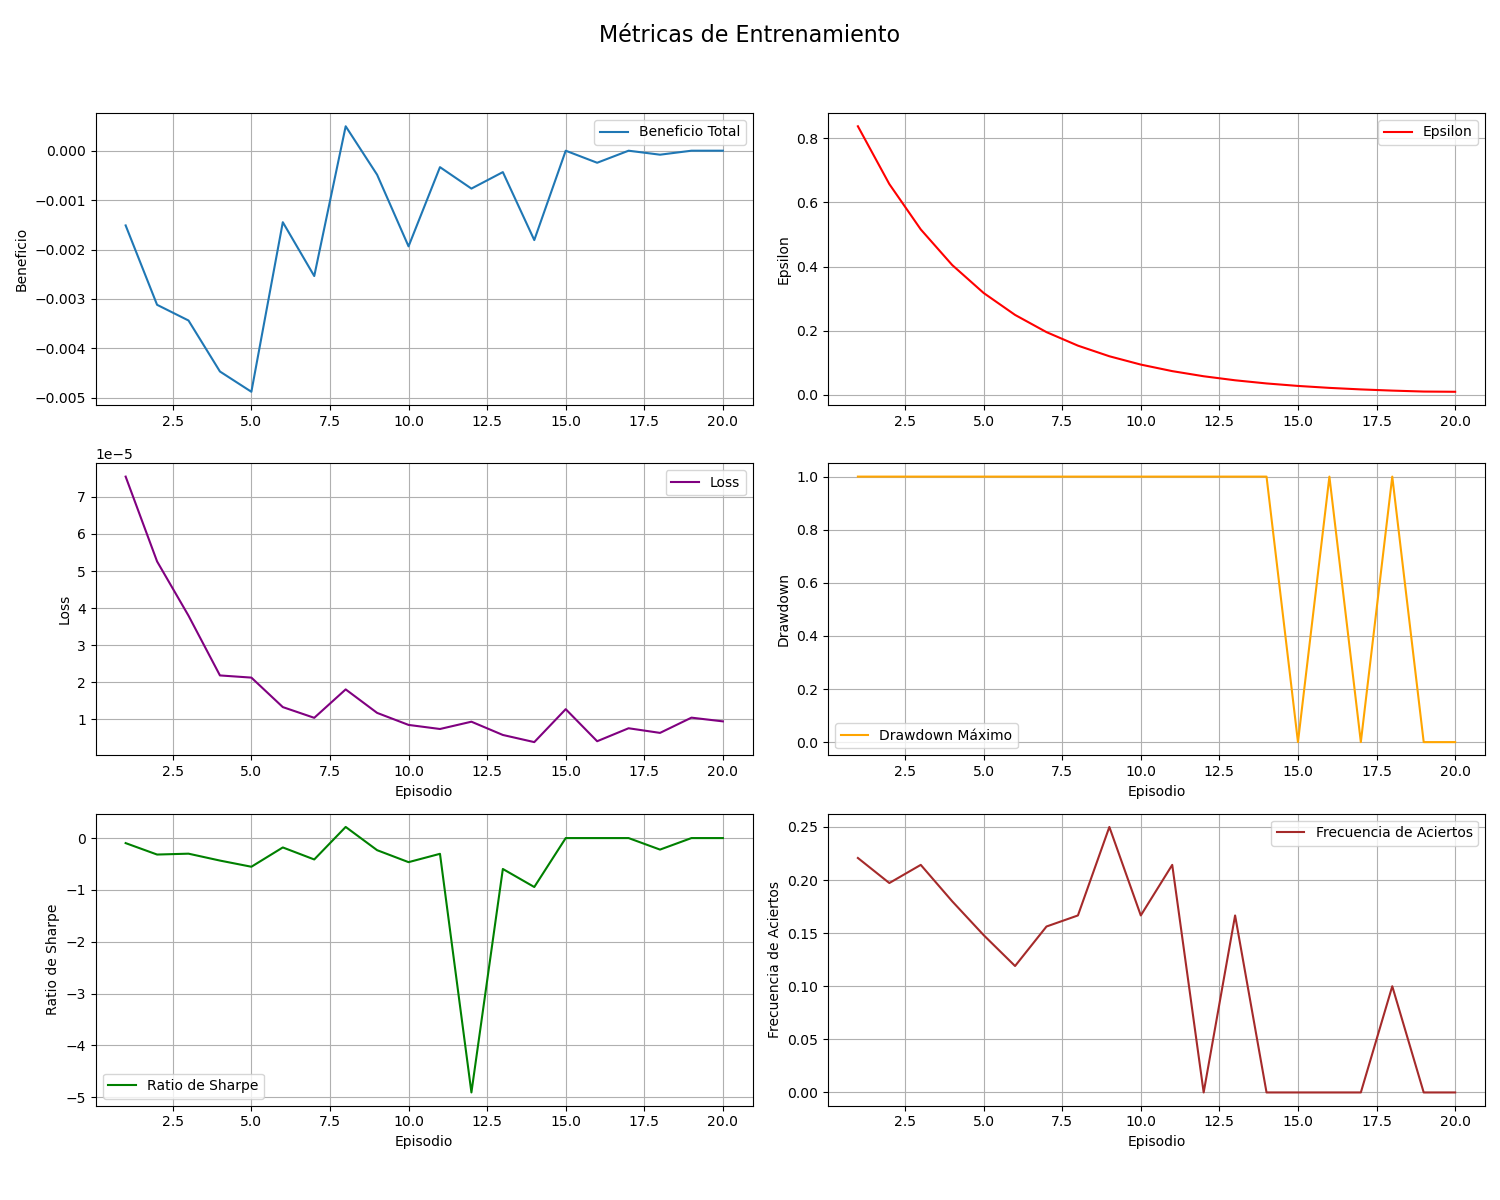 Métricas de Entrenamiento
Beneficio Total
Beneficio
0.000
−0.001
−0.002
−0.003
−0.004
−0.005
2.5 5.0 7.5 10.0 12.5 15.0 17.5 20.0
Epsilon
Epsilon
0.8
0.6
0.4
0.2
0.0
2.5 5.0 7.5 10.0 12.5 15.0 17.5 20.0
1e−5
Loss
Loss
7
6
5
4
3
2
1
2.5 5.0 7.5 10.0 12.5 15.0 17.5 20.0
Episodio
Drawdown
1.0
0.8
0.6
0.4
0.2
0.0
Drawdown Máximo
2.5 5.0 7.5 10.0 12.5 15.0 17.5 20.0
Episodio
Ratio de Sharpe
0
−1
−2
−3
−4
−5
Ratio de Sharpe
2.5 5.0 7.5 10.0 12.5 15.0 17.5 20.0
Episodio
Frecuencia de Aciertos
Frecuencia de Aciertos
0.25
0.20
0.15
0.10
0.05
0.00
2.5 5.0 7.5 10.0 12.5 15.0 17.5 20.0
Episodio